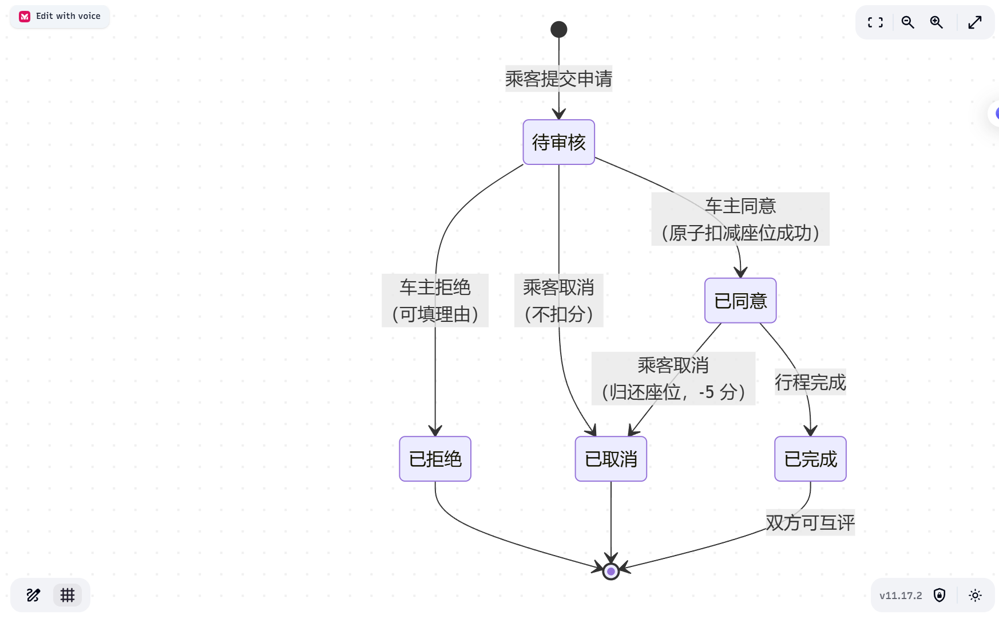 Edit with voice
乘客提交申请
待审核
车主同意
（原子扣减座位成功）
车主拒绝
（可填理由）
乘客取消
（不扣分）
已同意
乘客取消
（归还座位，-5 分）
行程完成
已拒绝
已取消
已完成
双方可互评
v11.17.2